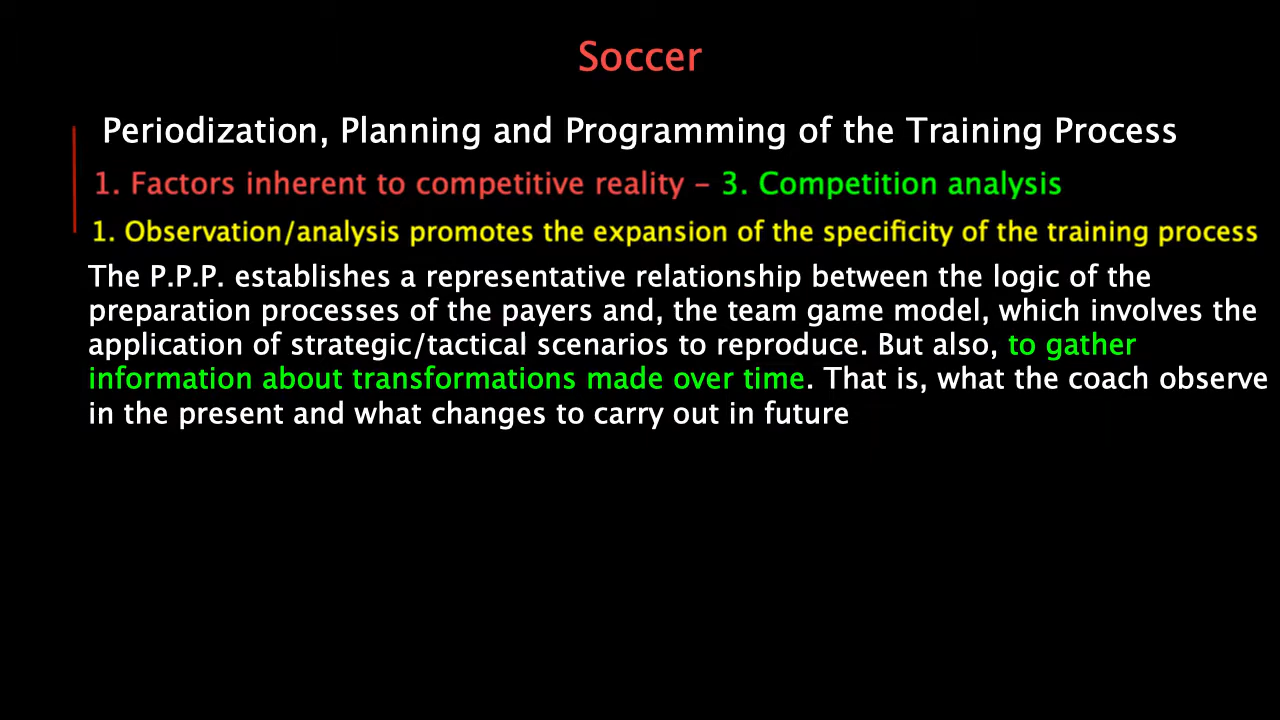 Soccer
Periodization, Planning and Programming of the Training Process
1. Factors inherent to competitive reality – 3. Competition analysis
1. Observation/analysis promotes the expansion of the specificity of the training process
The P.P.P. establishes a representative relationship between the logic of the
preparation processes of the payers and, the team game model, which involves the
application of strategic/tactical scenarios to reproduce. But also, to gather
information about transformations made over time. That is, what the coach observe
in the present and what changes to carry out in future